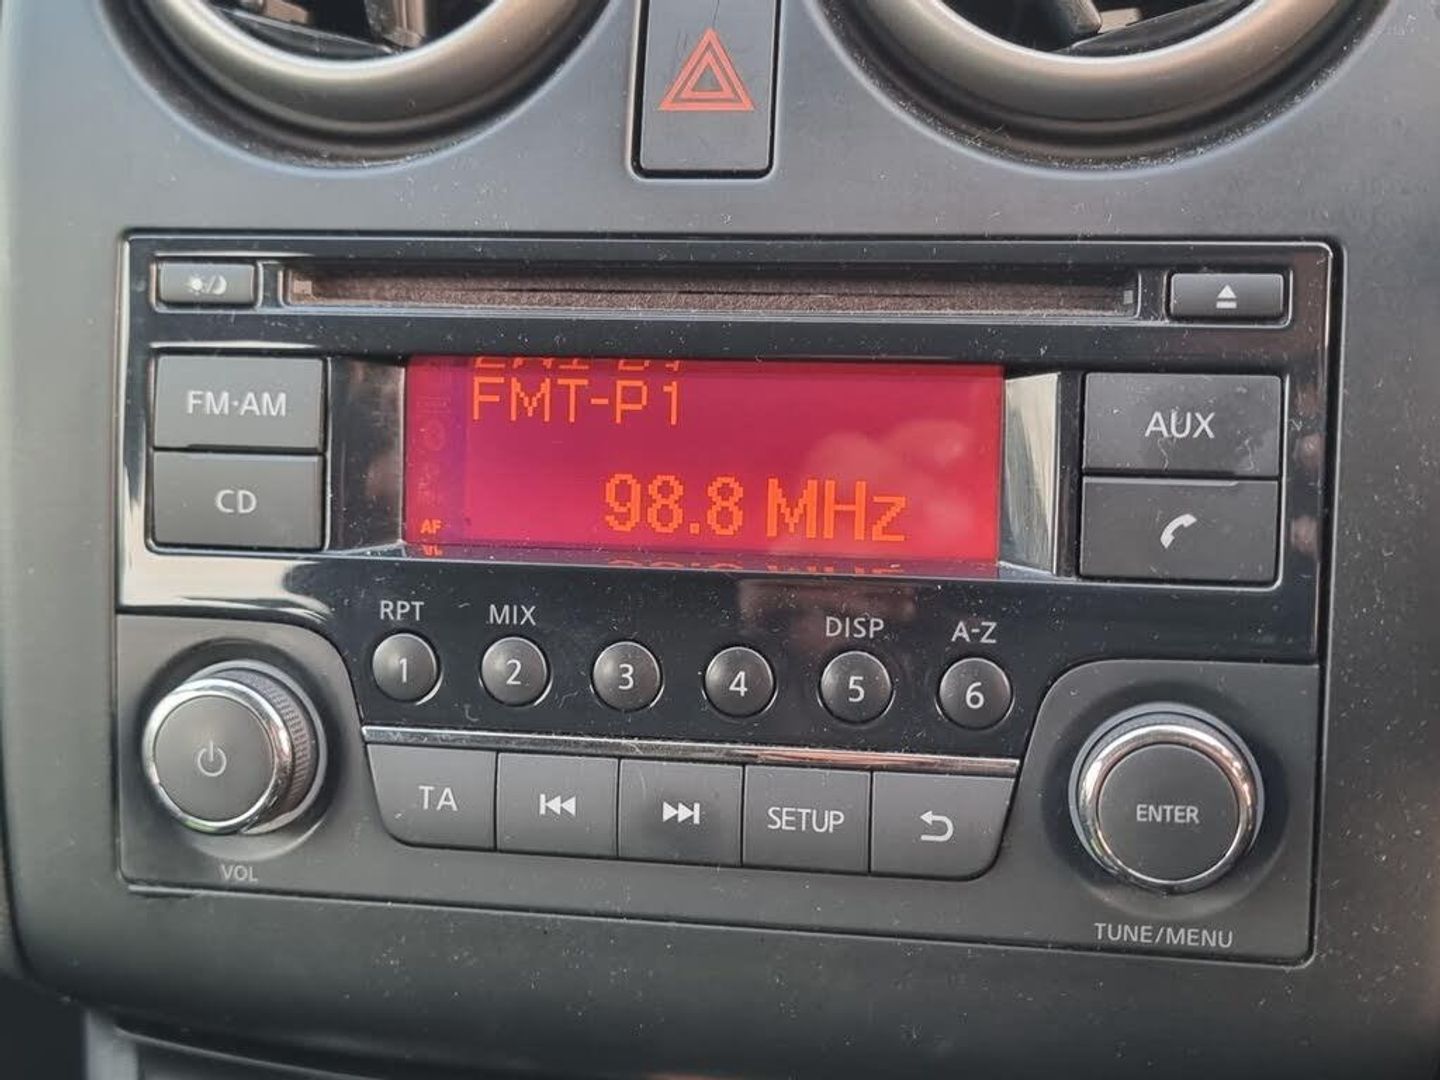 FM·AM
CD
FMT-P1
98.8 MHz
AF
AUX
RPT
MIX
DISP
A-Z
1
2
3
4
5
6
TA
SETUP
ENTER
VOL
TUNE/MENU